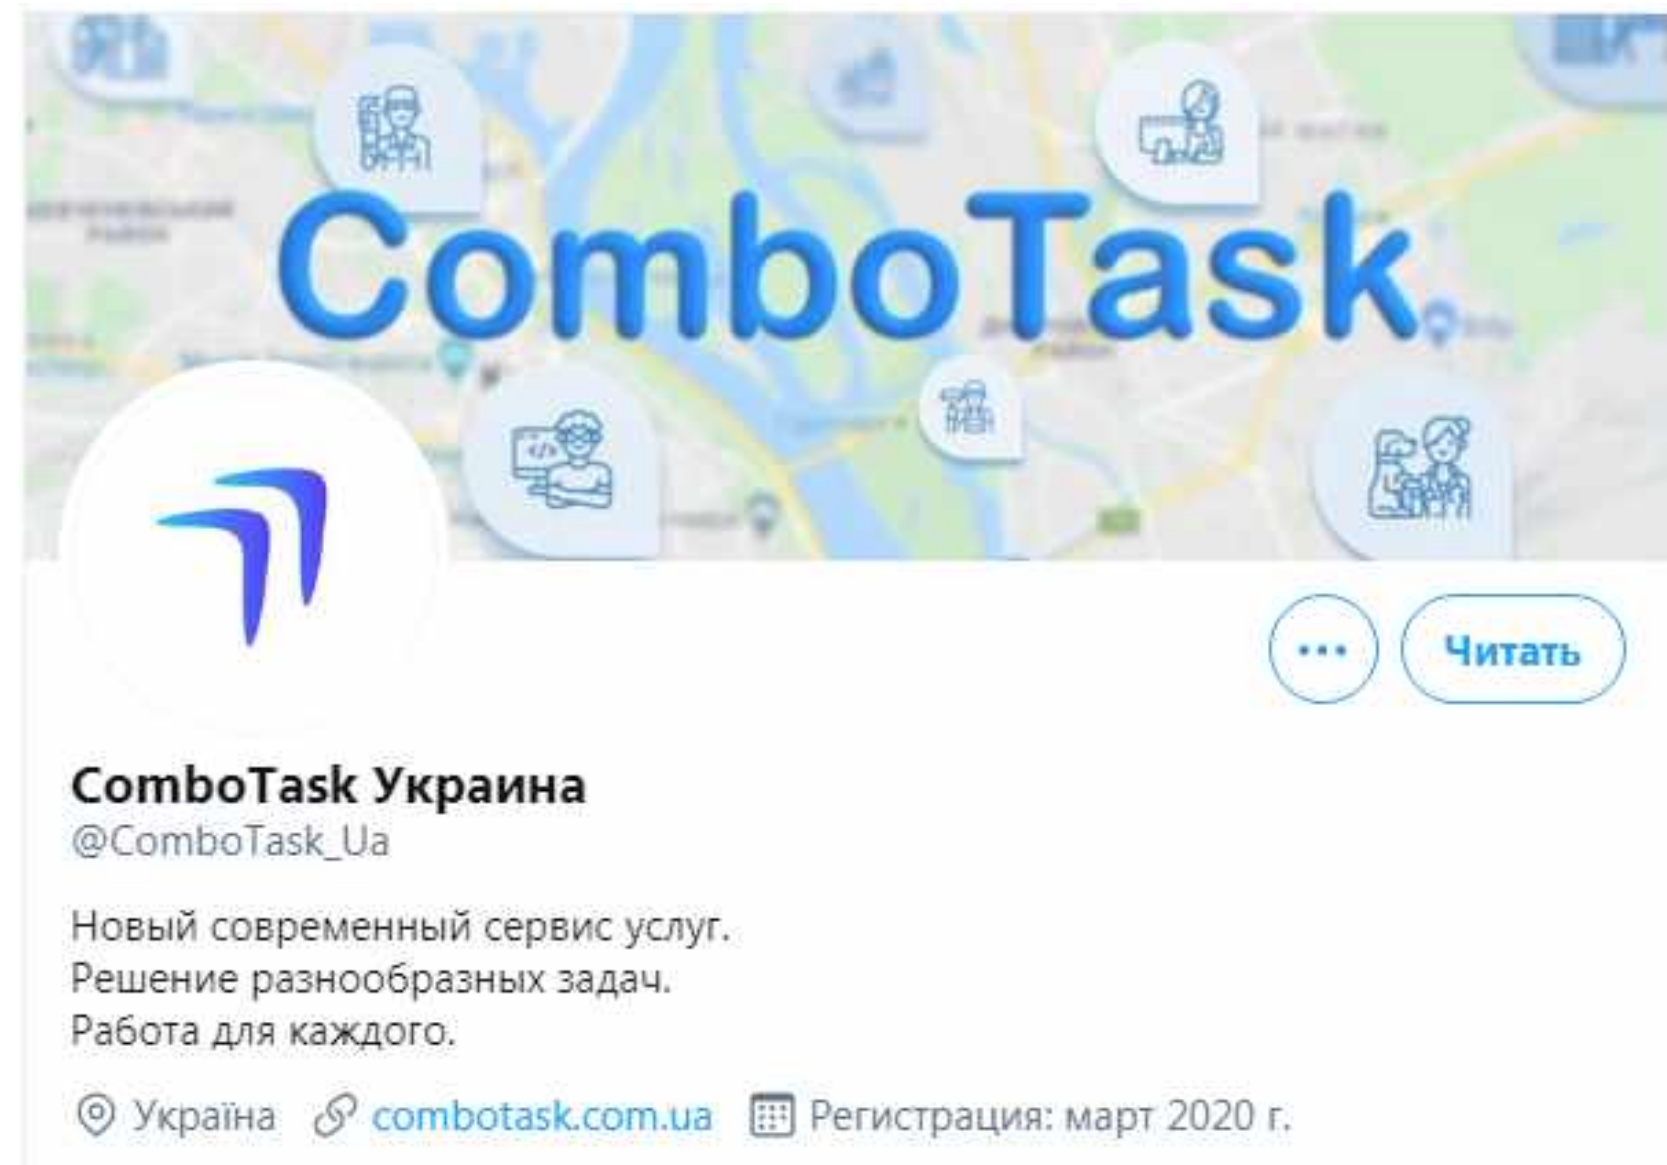 ComboTask
Читать
ComboTask Украина
@ComboTask_Ua
Новый современный сервис услуг.
Решение разнообразных задач.
Работа для каждого.
Україна combotask.com.ua Регистрация: март 2020 г.